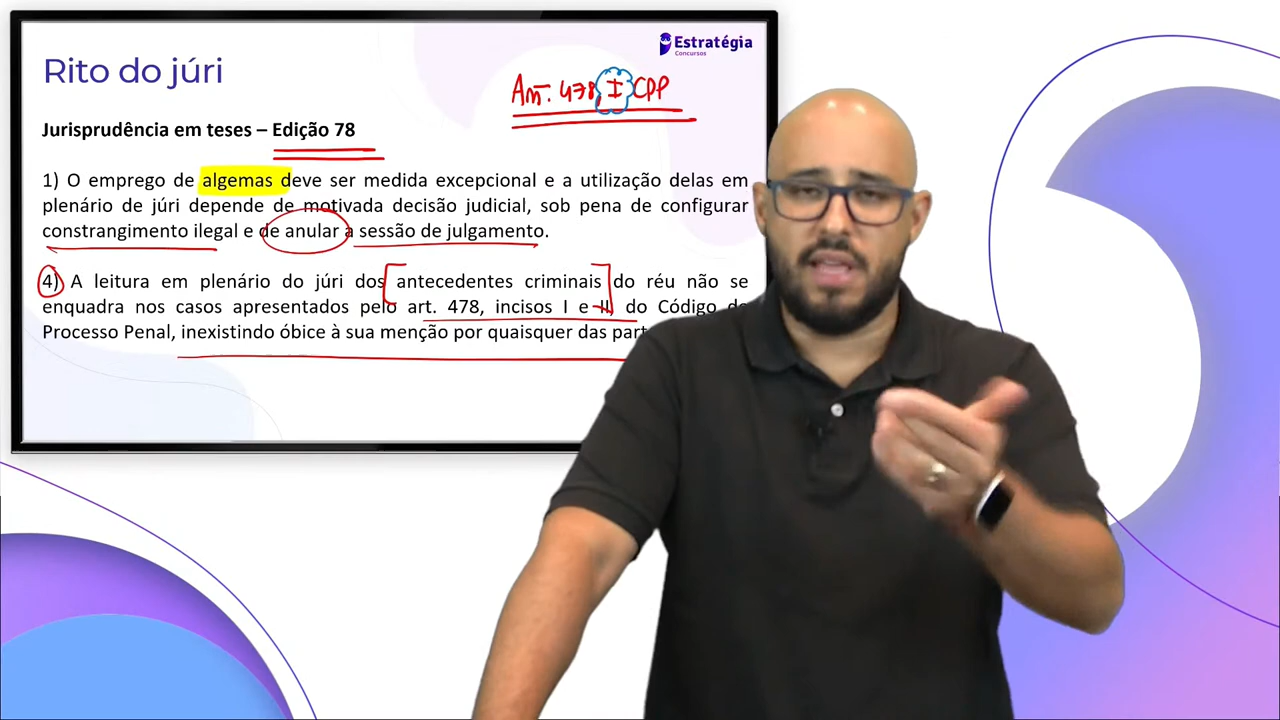 Rito do júri
Estratégia
Concursos
Art. 478, I CPP
Jurisprudência em teses – Edição 78
1) O emprego de algemas deve ser medida excepcional e a utilização delas em
plenário de júri depende de motivada decisão judicial, sob pena de configurar
constrangimento ilegal e de anular a sessão de julgamento.
4) A leitura em plenário do júri dos antecedentes criminais do réu não se
enquadra nos casos apresentados pelo art. 478, incisos I e II, do Código
Processo Penal, inexistindo óbice à sua menção por quaisquer das